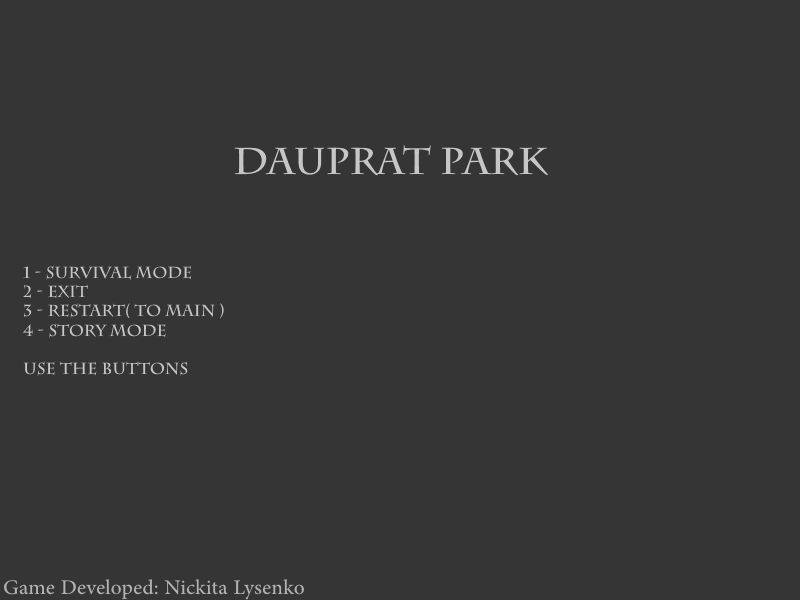 DAUPRAT PARK
1 - SURVIVAL MODE
2 - EXIT
3 - RESTART( TO MAIN )
4 - STORY MODE
USE THE BUTTONS
Game Developed: Nickita Lysenko